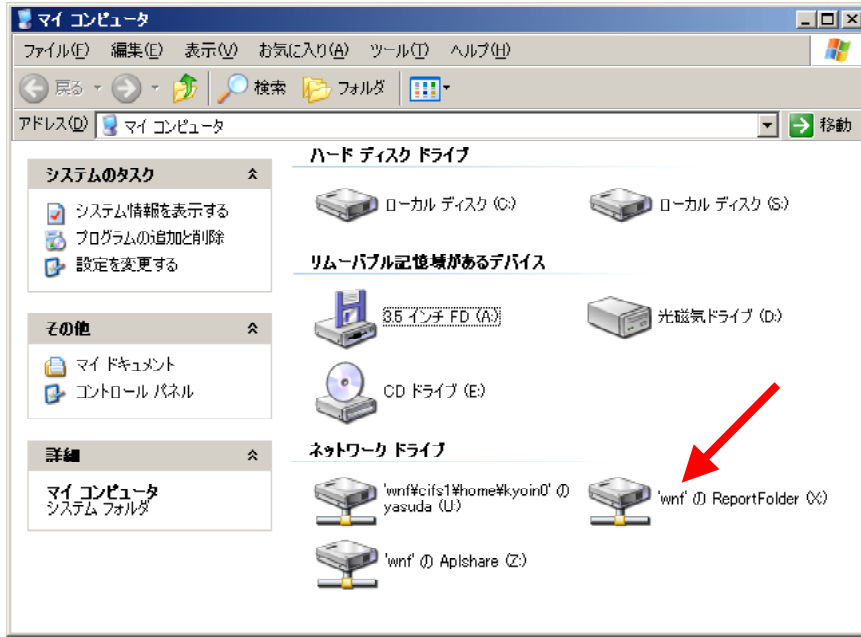 マイ コンピュータ
ファイル(F) 編集(E) 表示(V) お気に入り(A) ツール(T) ヘルプ(H)
戻る 検索 フォルダ
アドレス(D) マイ コンピュータ 移動
システムのタスク
システム情報を表示する
プログラムの追加と削除
設定を変更する
その他
マイ ドキュメント
コントロール パネル
詳細
マイ コンピュータ
システム フォルダ
ハード ディスク ドライブ
ローカル ディスク (C:) ローカル ディスク (S:)
リムーバブル記憶域があるデバイス
3.5 インチ FD (A:) 光磁気ドライブ (D:)
CD ドライブ (E:)
ネットワーク ドライブ
'wnf¥cifs1¥home¥kyoin0' の
yasuda (U:)
'wnf' の ReportFolder (X:)
'wnf' の Aplshare (Z:)